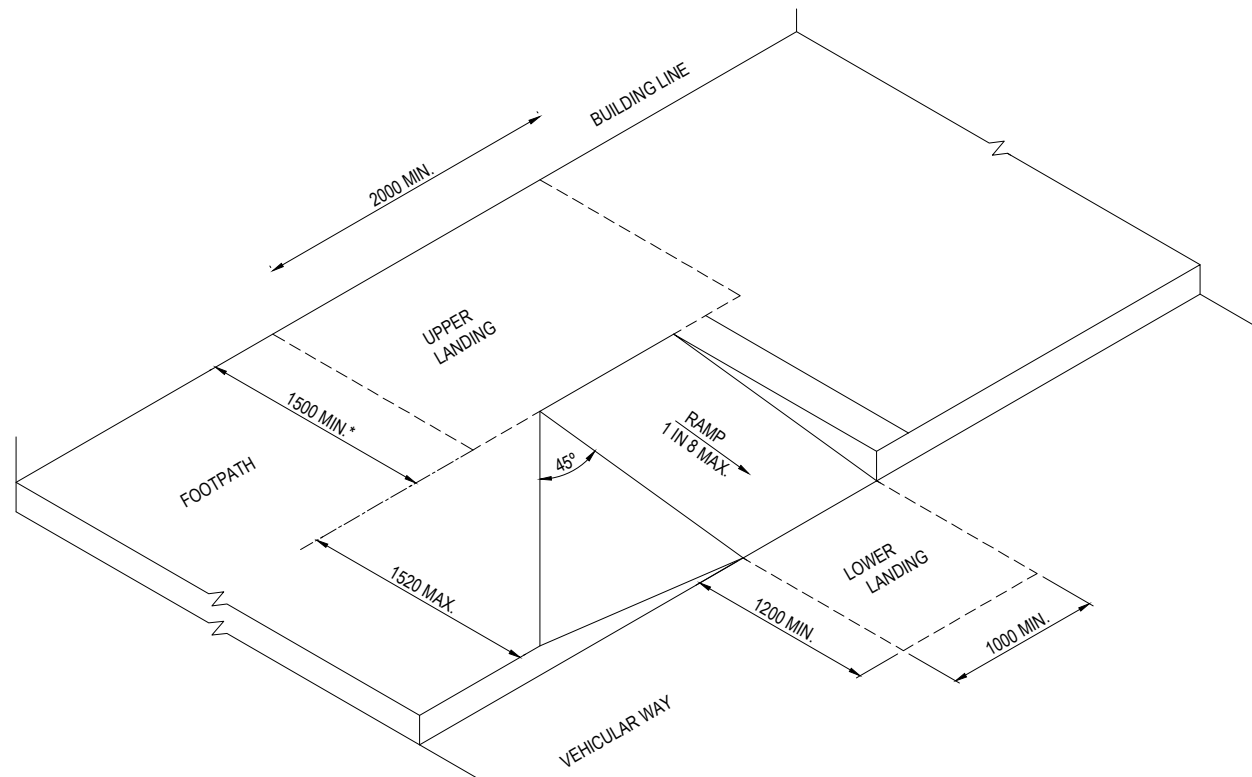 BUILDING LINE
2000 MIN.
UPPER
LANDING
1500 MIN.*
FOOTPATH
RAMP
1 IN 8 MAX.
45º
1520 MAX.
LOWER
LANDING
1200 MIN.
1000 MIN.
VEHICULAR WAY